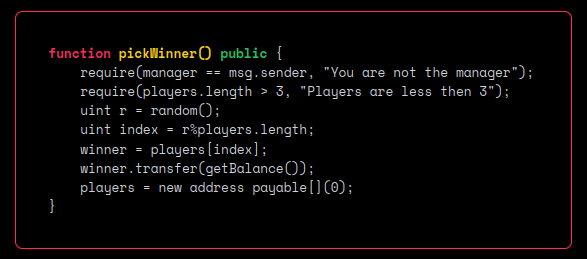 function pickWinner() public {
    require(manager == msg.sender, "You are not the manager");
    require(players.length > 3, "Players are less then 3");
    uint r = random();
    uint index = r%players.length;
    winner = players[index];
    winner.transfer(getBalance());
    players = new address payable[](0);
}